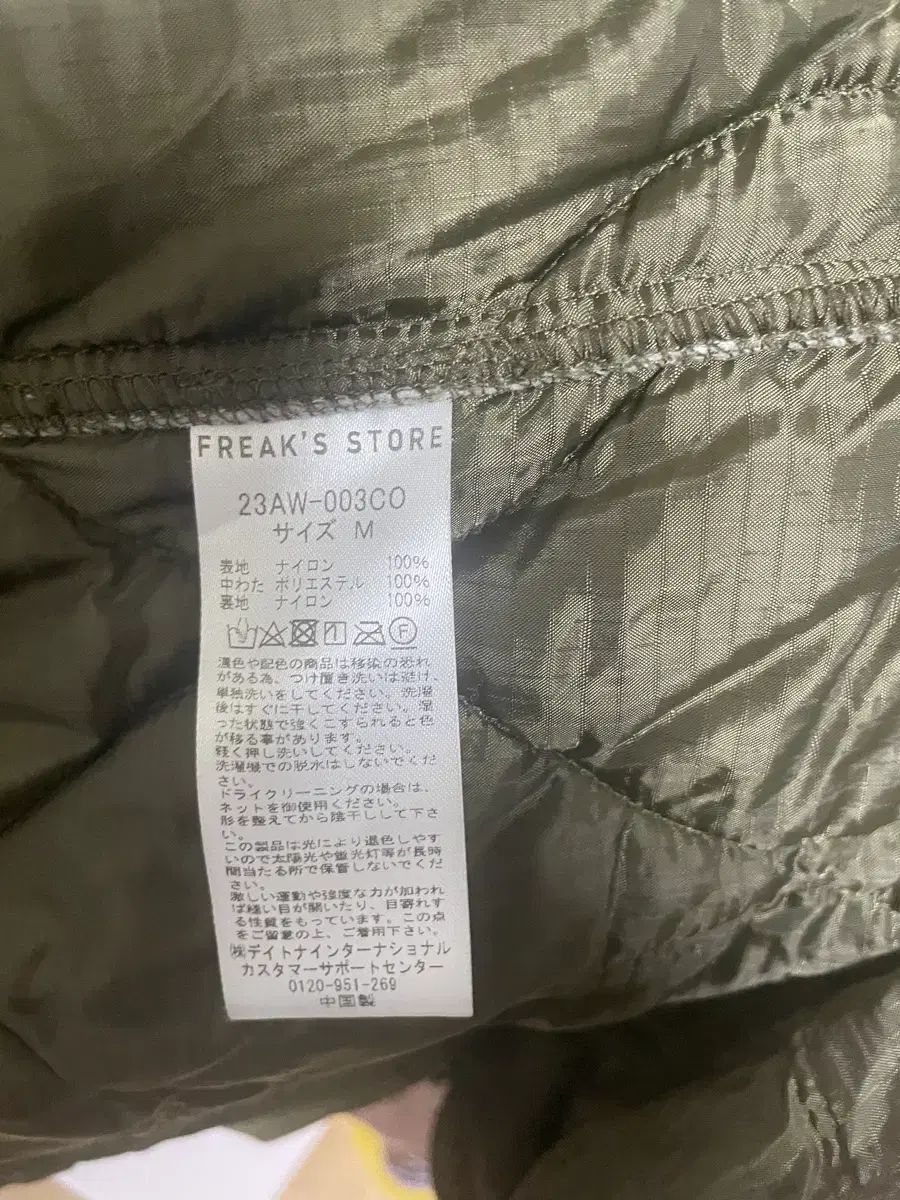 FREAK'S STORE
23AW-003CO
サイズ M
表地 ナイロン 100%
中わた ポリエステル 100%
裏地 ナイロン 100%
F
濃色や配色の商品は移染の恐れ
がある為、つけ置き洗いは避け、
単独洗いをしてください。洗濯
後はすぐに干してください。湿
った状態で強くこすられると色
が移る事があります。
軽く押し洗いしてください。
洗濯機での脱水はしないでくだ
さい。
ドライクリーニングの場合は、
ネットを御使用ください。
形を整えてから陰干しして下さ
い。
この製品は光により退色しやす
いので太陽光や蛍光灯等が長時
間当たる所で保管しないでくだ
さい。
激しい運動や強度な力が加われ
ば縫い目が開いたり、目寄れす
る性質をもっています。この点
をご留意の上、ご着用下さい。
㈱デイトナインターナショナル
カスタマーサポートセンター
0120-951-269
中国製